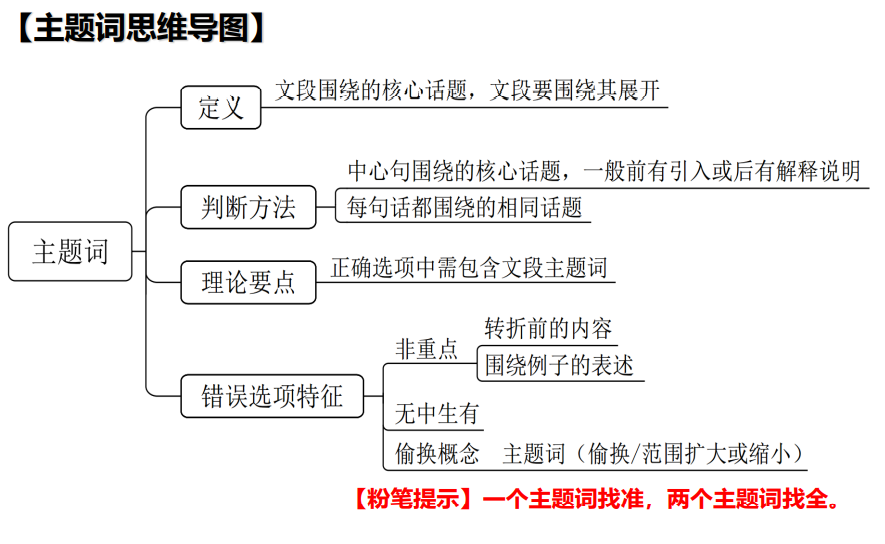 【主题词思维导图】
定义
文段围绕的核心话题，文段要围绕其展开
主题词
判断方法
中心句围绕的核心话题，一般前有引入或后有解释说明
每句话都围绕的相同话题
理论要点
正确选项中需包含文段主题词
错误选项特征
非重点
转折前的内容
围绕例子的表述
无中生有
偷换概念 主题词（偷换/范围扩大或缩小）
【粉笔提示】一个主题词找准，两个主题词找全。